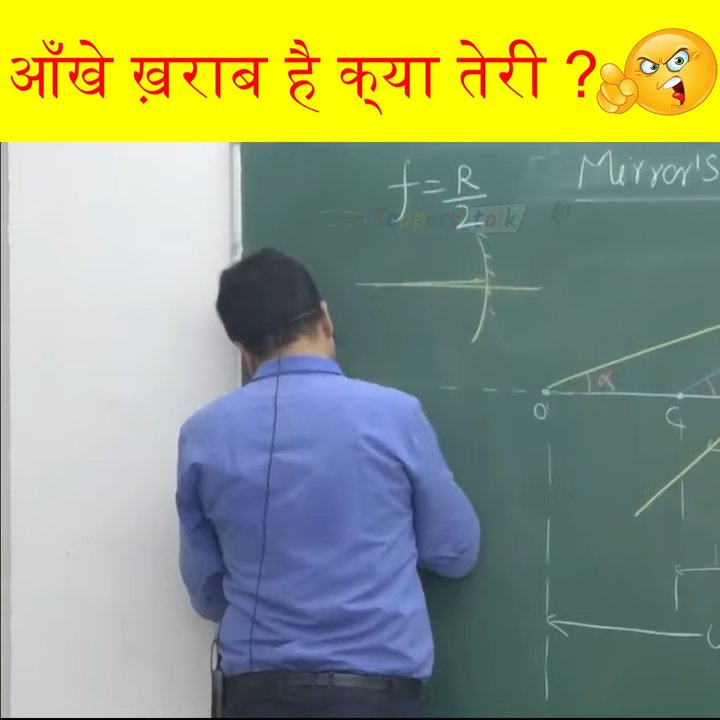 आँखे ख़राब है क्या तेरी ?
f = R/2
Mirror's
Toppers talk
α
O
C